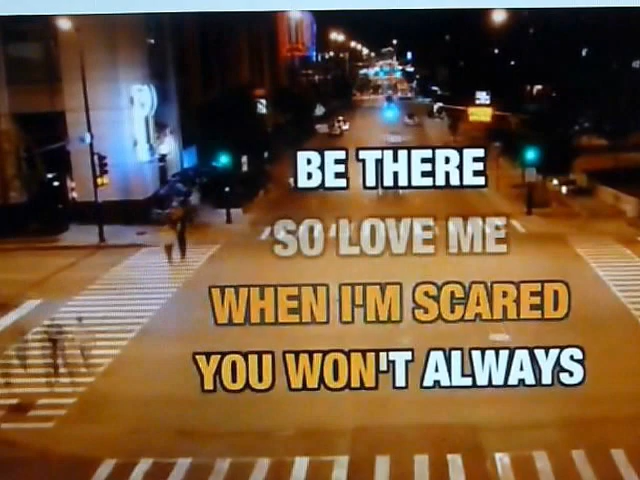 P
BE THERE
SO LOVE ME
WHEN I'M SCARED
YOU WON'T ALWAYS